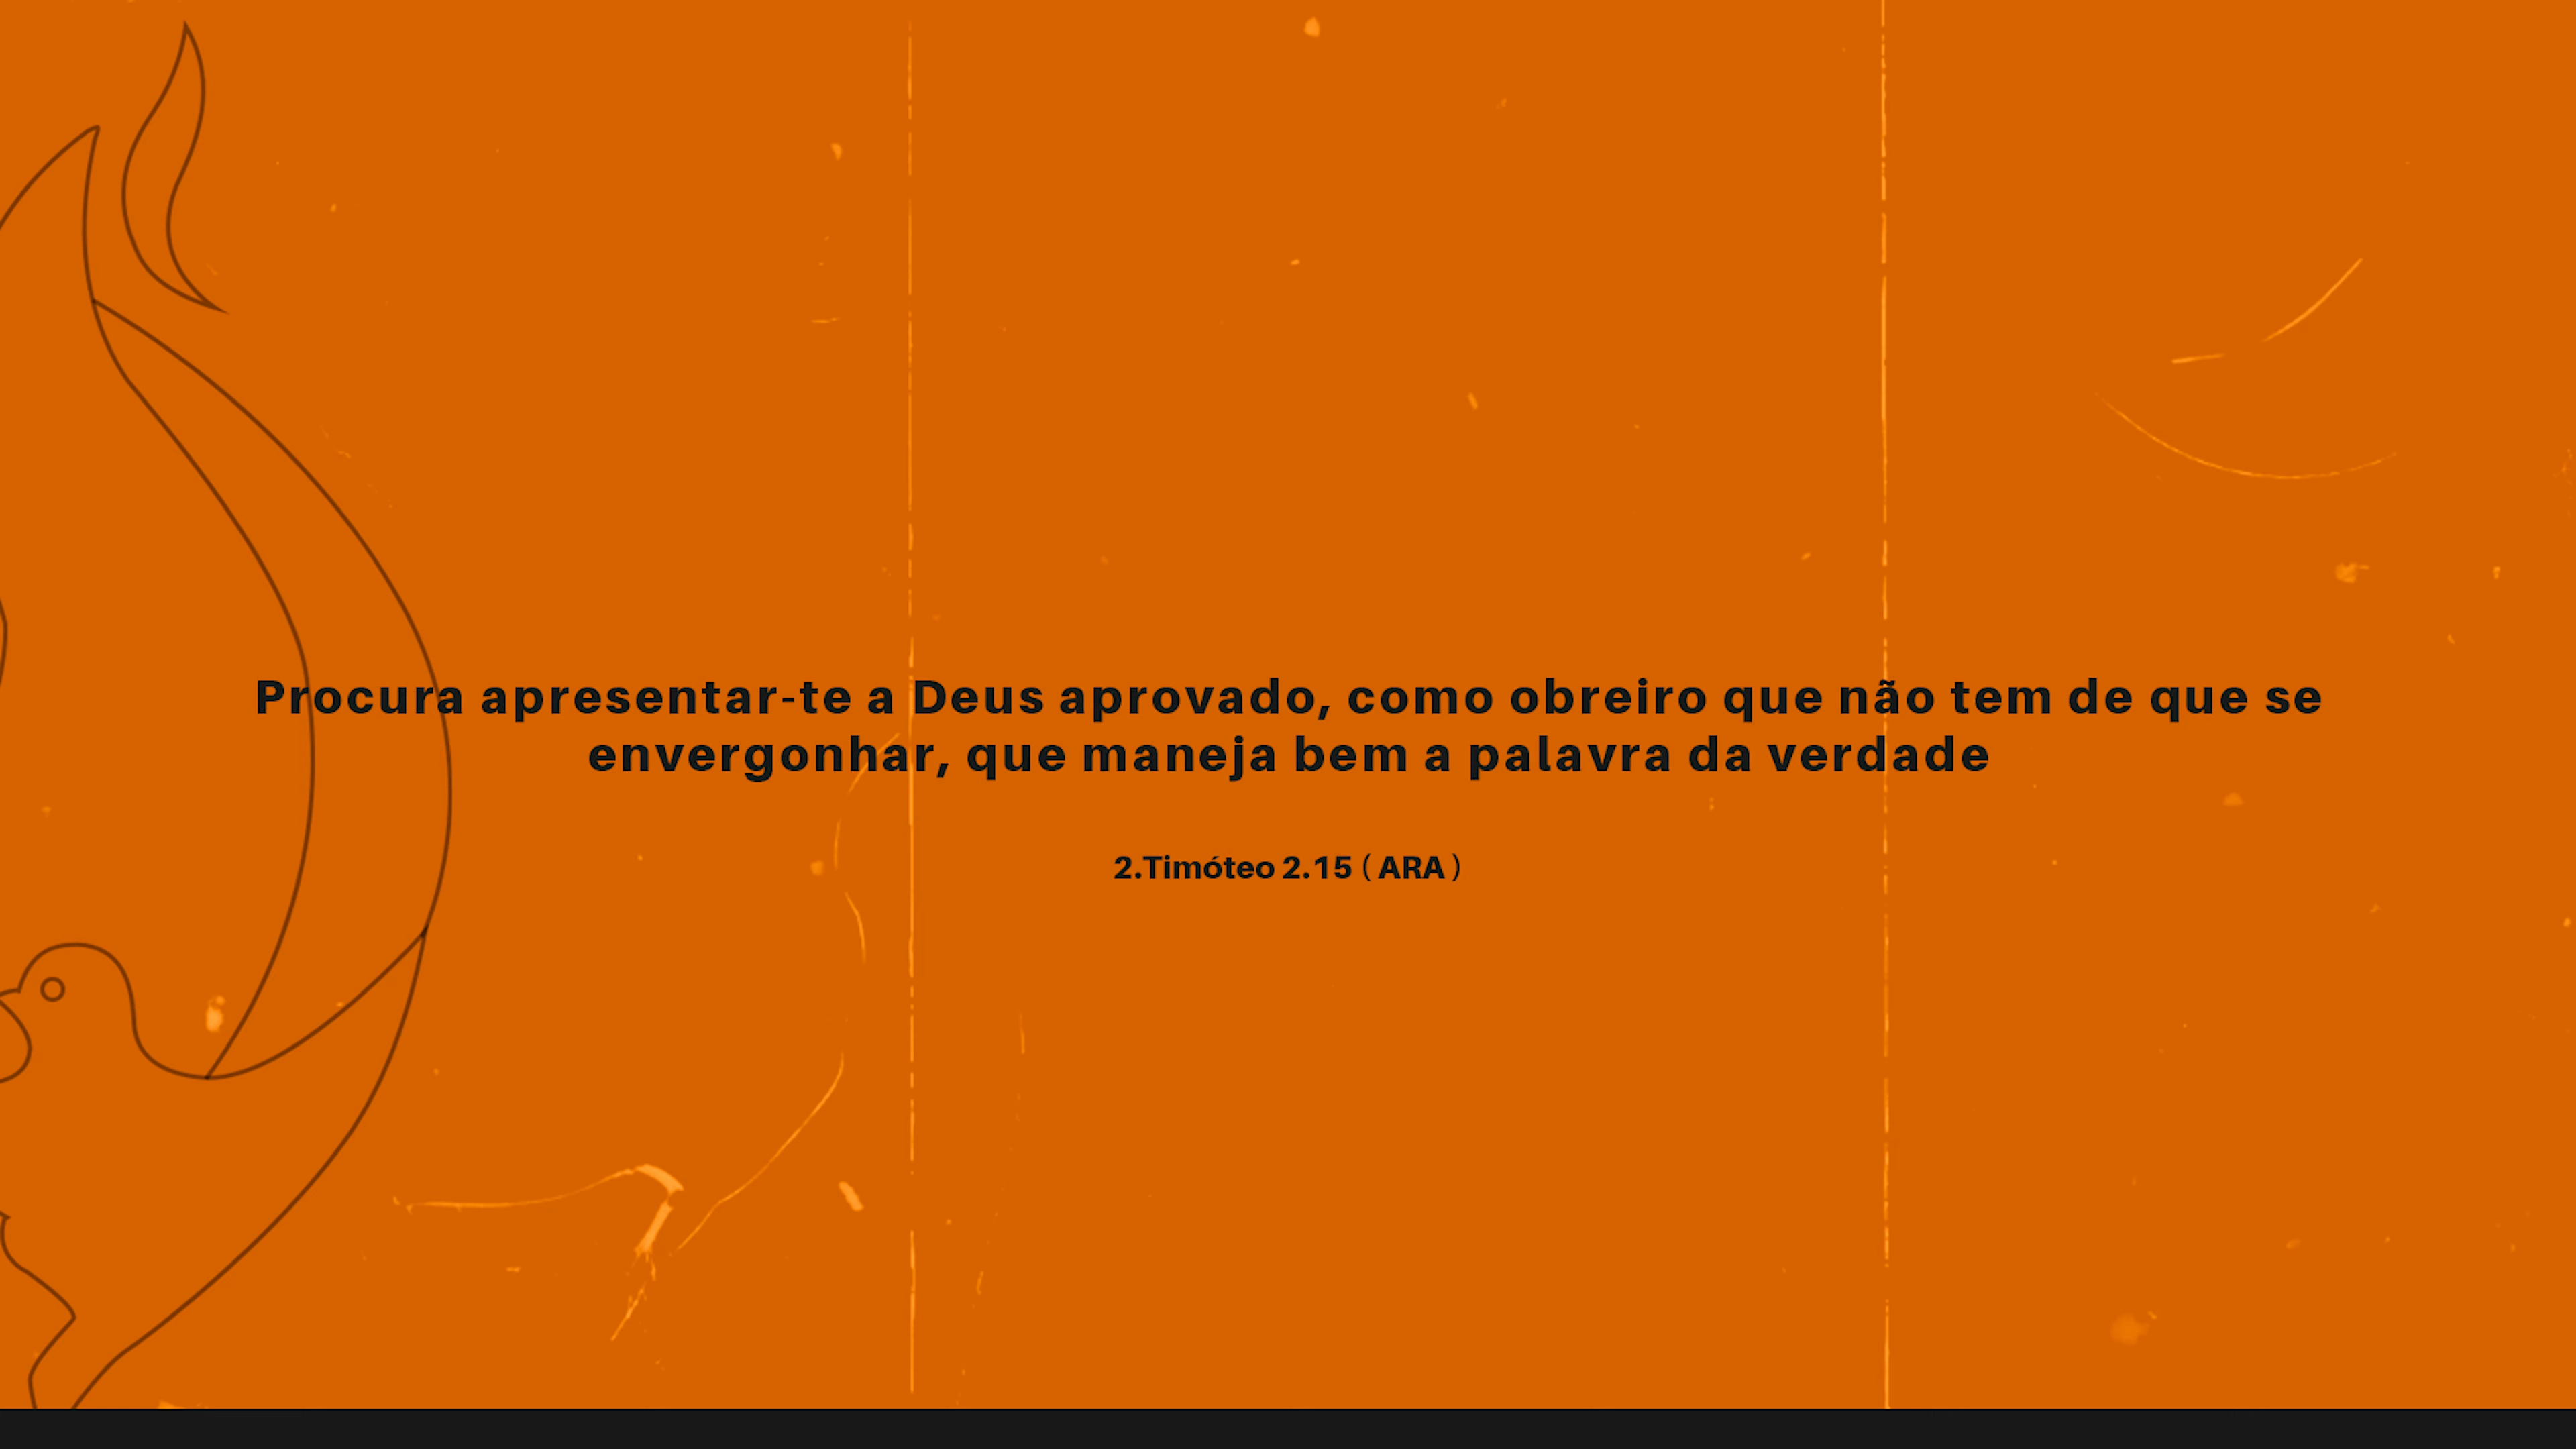 Procura apresentar-te a Deus aprovado, como obreiro que não tem de que se
envergonhar, que maneja bem a palavra da verdade
2.Timóteo 2.15 ( ARA )